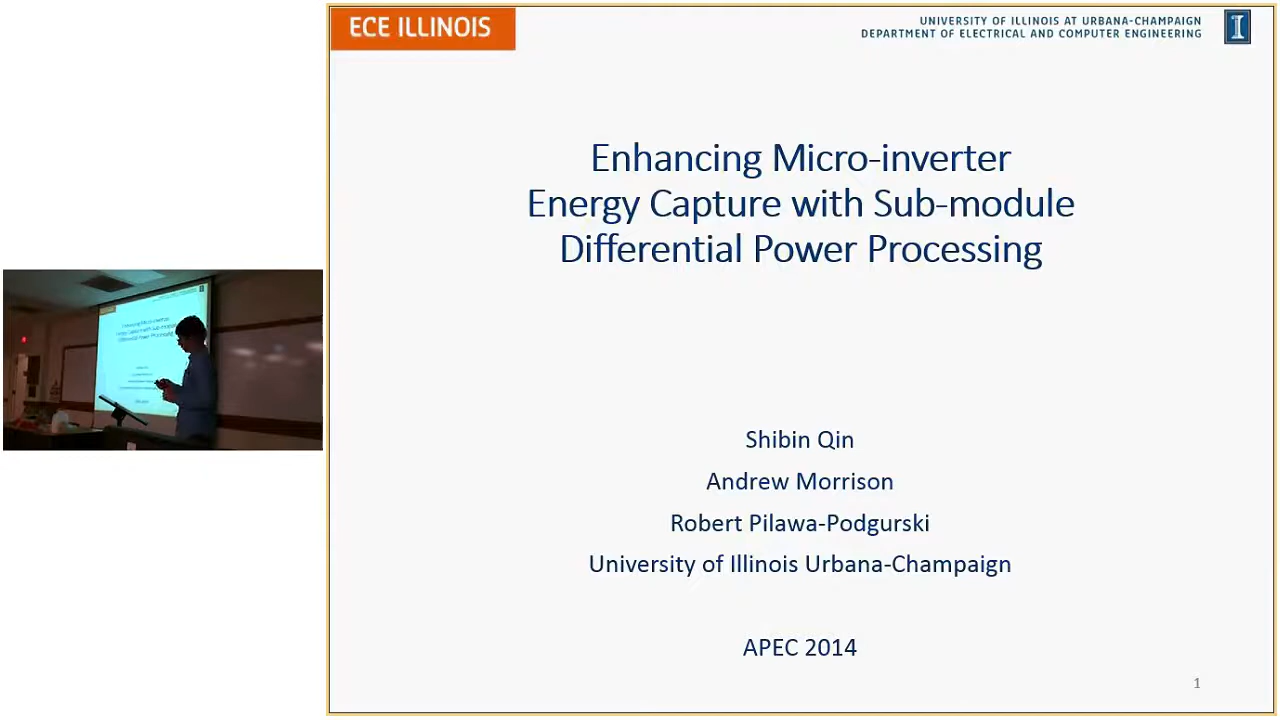 ECE ILLINOIS
UNIVERSITY OF ILLINOIS AT URBANA-CHAMPAIGN
DEPARTMENT OF ELECTRICAL AND COMPUTER ENGINEERING
I
Enhancing Micro-inverter
Energy Capture with Sub-module
Differential Power Processing
Shibin Qin
Andrew Morrison
Robert Pilawa-Podgurski
University of Illinois Urbana-Champaign
APEC 2014
1